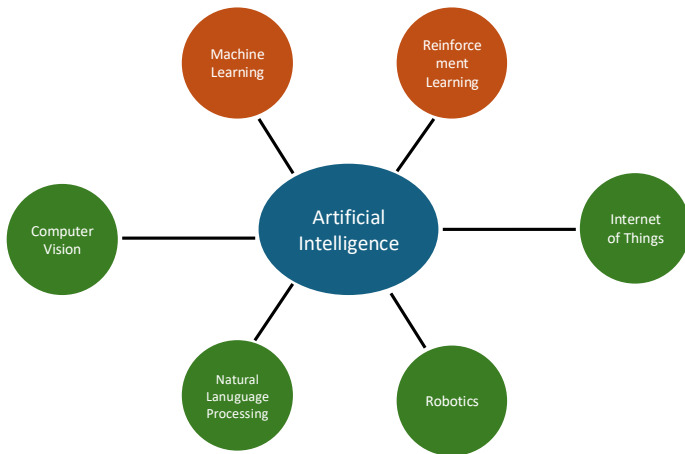 Machine
Learning
Reinforce
ment
Learning
Artificial
Intelligence
Computer
Vision
Internet
of Things
Natural
Lanuguage
Processing
Robotics